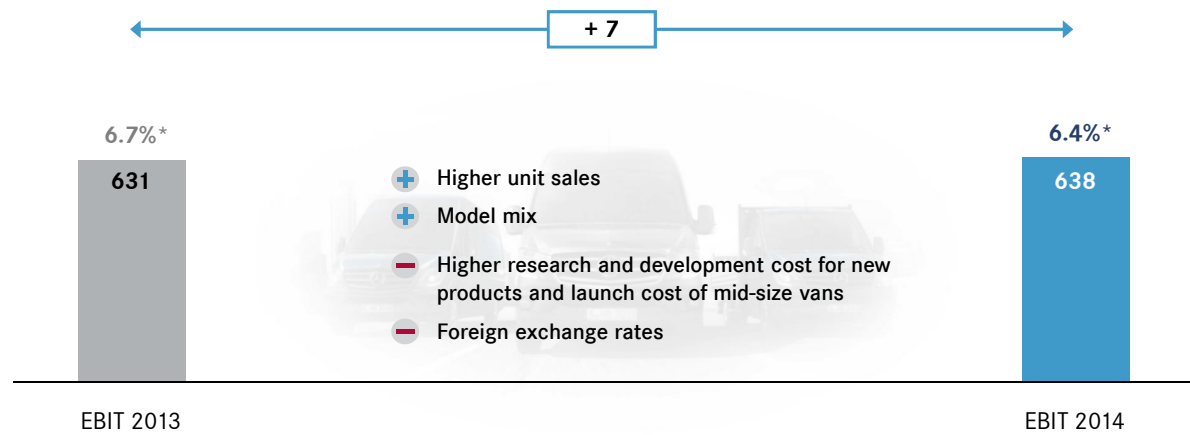 + 7
6.7%*
6.4%*
631
638
Higher unit sales
Model mix
Higher research and development cost for new
products and launch cost of mid-size vans
Foreign exchange rates
EBIT 2013
EBIT 2014